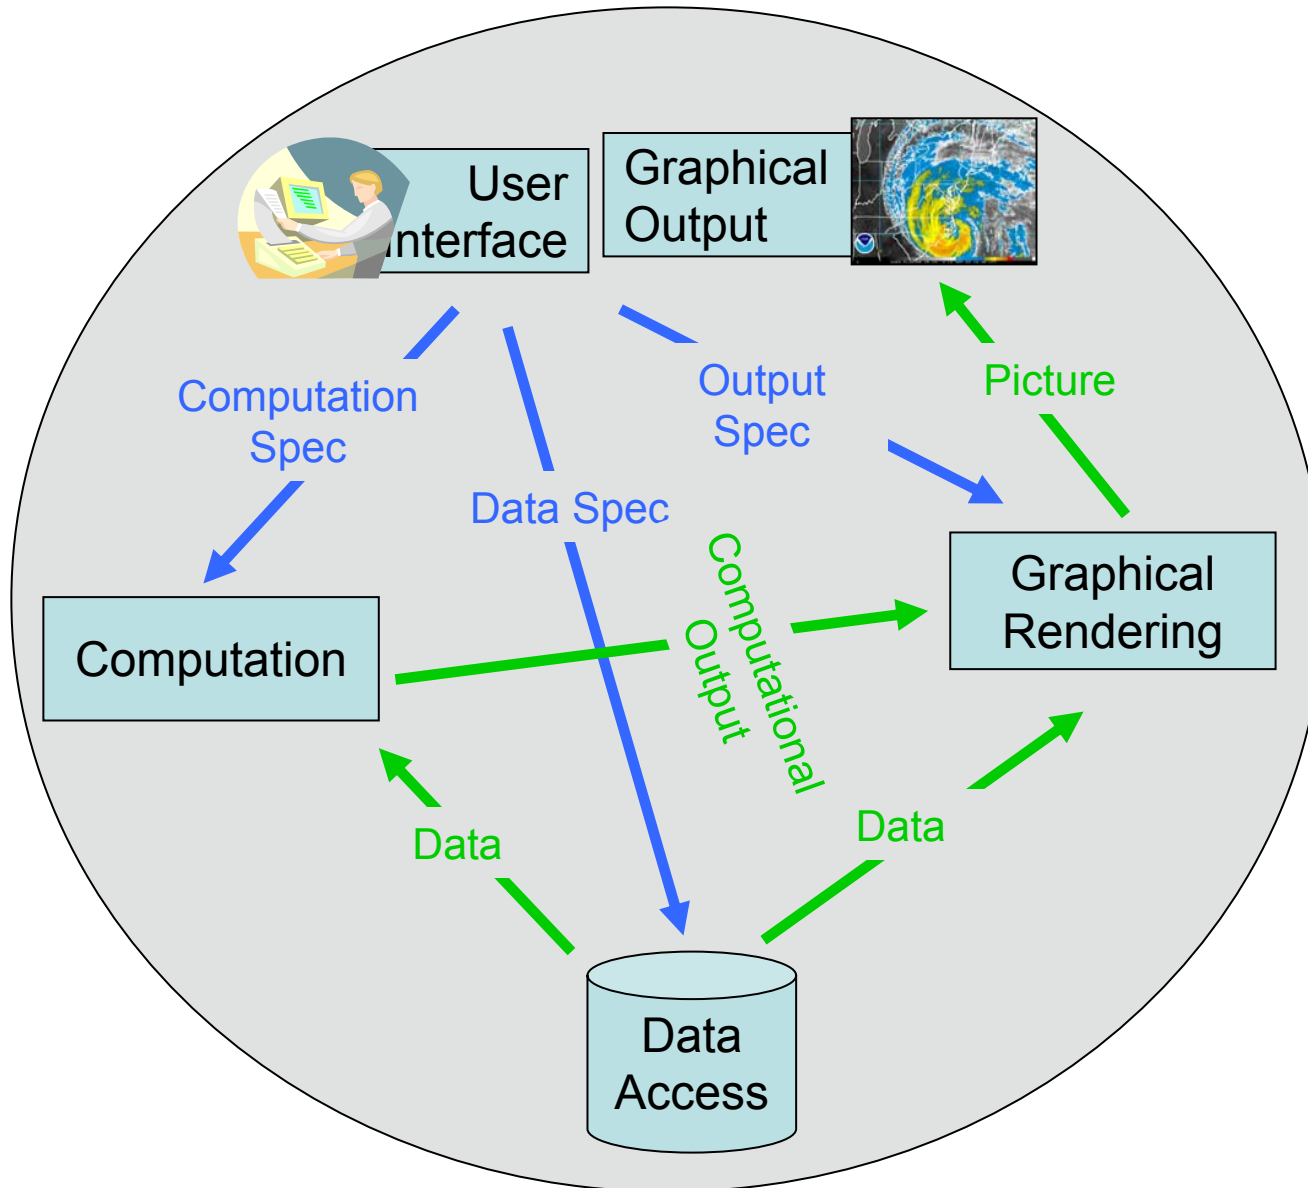 User
Interface
Graphical
Output
Computation
Spec
Output
Spec
Picture
Data Spec
Computational
Output
Graphical
Rendering
Computation
Data
Data
Data
Access